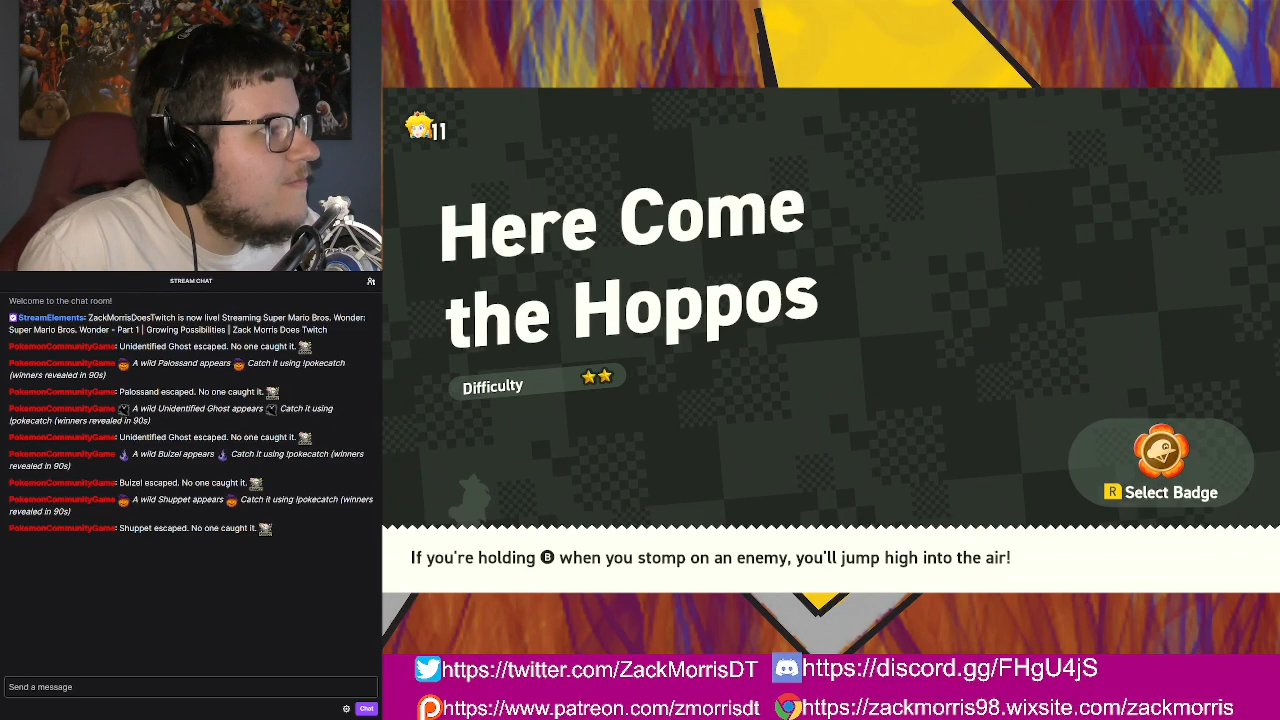 STREAM CHAT
Welcome to the chat room!
StreamElements: ZackMorrisDoesTwitch is now live! Streaming Super Mario Bros. Wonder:
Super Mario Bros. Wonder - Part 1 | Growing Possibilities | Zack Morris Does Twitch
PokemonCommunityGame: Unidentified Ghost escaped. No one caught it.
PokemonCommunityGame: A wild Palossand appears Catch it using !pokecatch
(winners revealed in 90s)
PokemonCommunityGame: Palossand escaped. No one caught it.
PokemonCommunityGame: A wild Unidentified Ghost appears Catch it using
!pokecatch (winners revealed in 90s)
PokemonCommunityGame: Unidentified Ghost escaped. No one caught it.
PokemonCommunityGame: A wild Buizel appears Catch it using !pokecatch (winners
revealed in 90s)
PokemonCommunityGame: Buizel escaped. No one caught it.
PokemonCommunityGame: A wild Shuppet appears Catch it using !pokecatch (winners
revealed in 90s)
PokemonCommunityGame: Shuppet escaped. No one caught it.
Send a message
Chat
11
Here Come
the Hoppos
Difficulty
R Select Badge
If you're holding B when you stomp on an enemy, you'll jump high into the air!
https://twitter.com/ZackMorrisDT
https://discord.gg/FHgU4jS
https://www.patreon.com/zmorrisdt
https://zackmorris98.wixsite.com/zackmorris